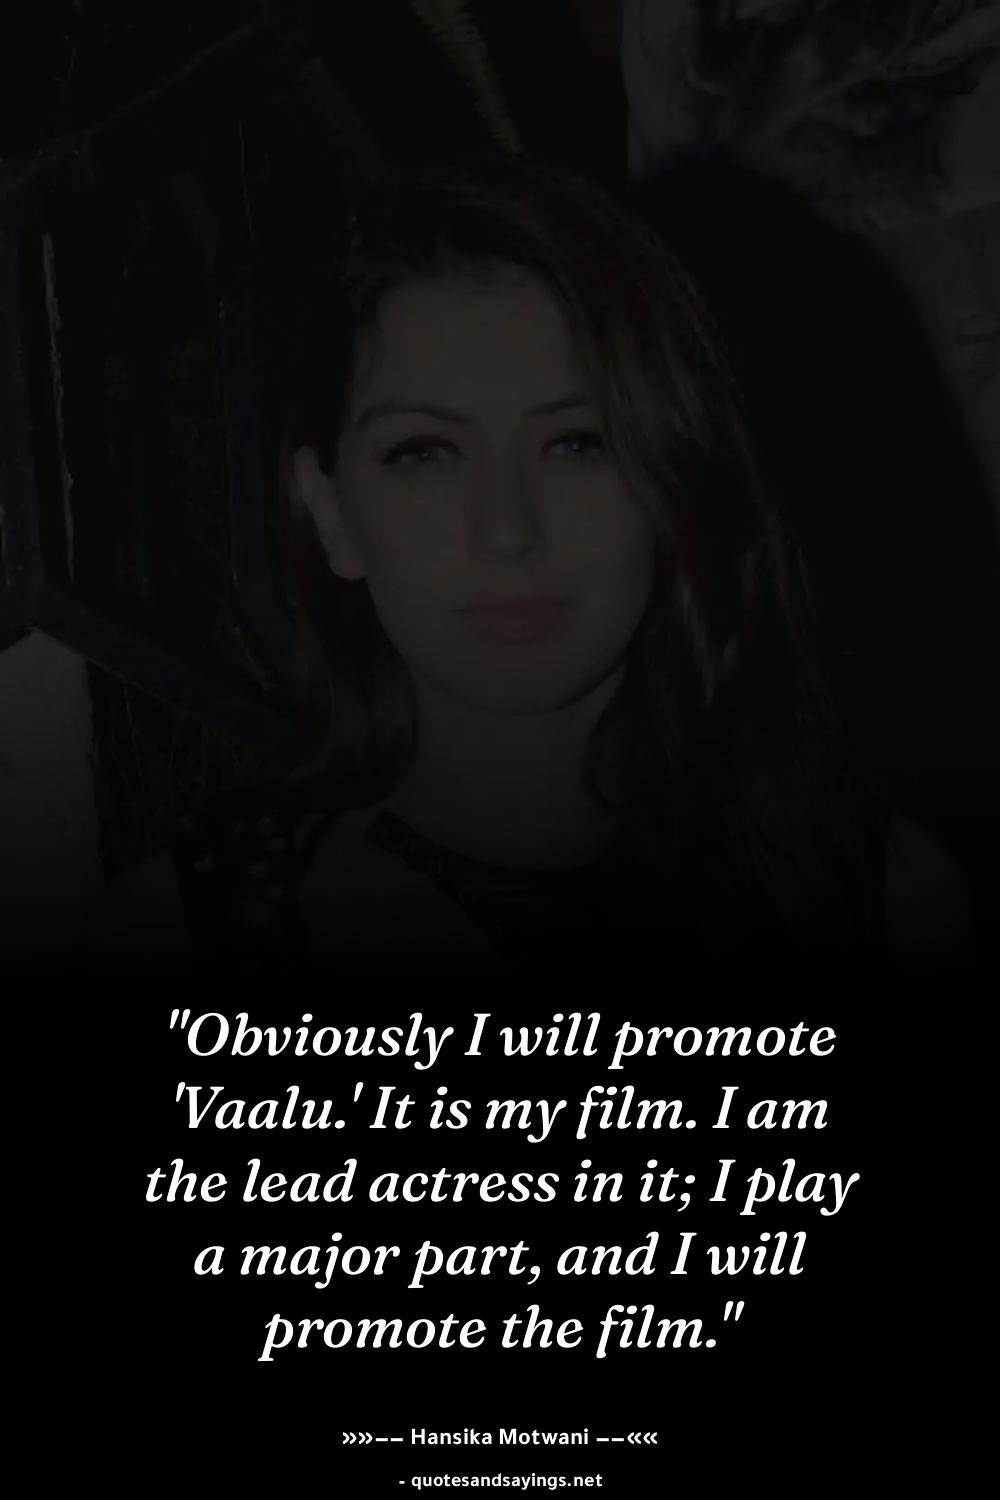 "Obviously I will promote
'Vaalu.' It is my film. I am
the lead actress in it; I play
a major part, and I will
promote the film."
»»−− Hansika Motwani −−««
- quotesandsayings.net